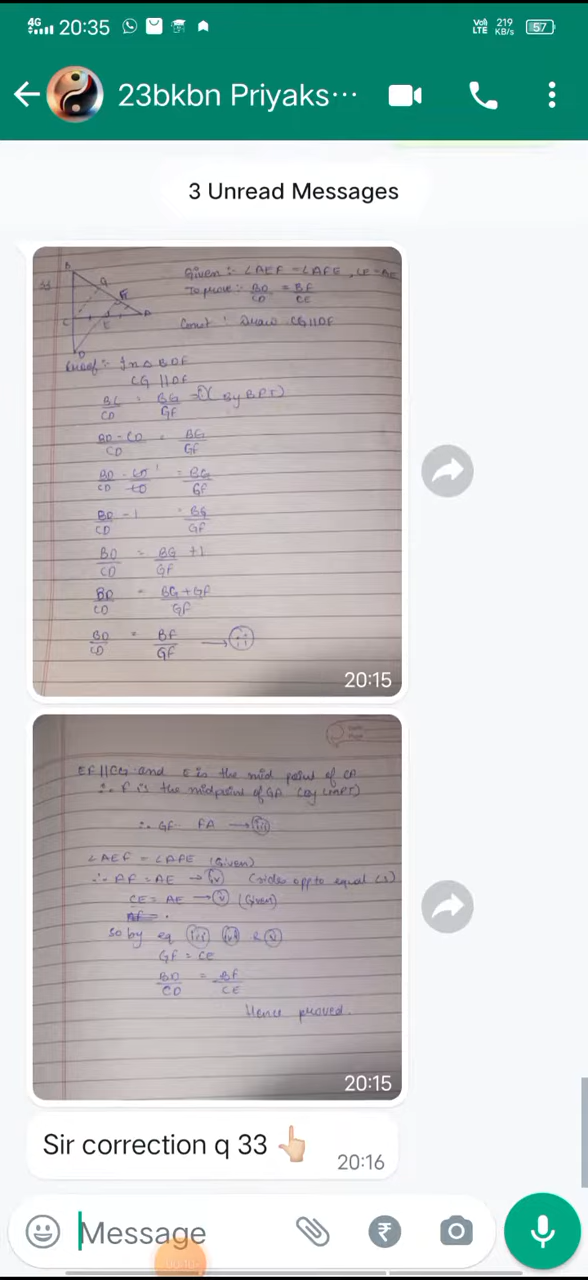 4G 20:35
Vo) LTE 219 KB/s 57
23bkbn Priyaks...
3 Unread Messages
33
Given :- ∠AEF = ∠AFE, CE = AE
To prove :- BD/CD = BF/CE
Const : Draw CG||DF
Proof :- In △ BDF
CG || DF
BC/CD = BG/GF (By BPT)
BD - CD/CD = BG/GF
BD/CD - CD/CD = BG/GF
BD/CD - 1 = BG/GF
BD/CD = BG/GF + 1
BD/CD = BG+GF/GF
BD/CD = BF/GF → (ii)
20:15
EF||CG and E is the mid point of CA
∴ F is the midpoint of GA
∴ GF FA → (iii)
∠AEF = ∠AFE (Given)
∴ AF = AE → (iv) (sides opp to equal ∠s)
CE = AE → (v) (Given)
So by eq (iii) (iv) & (v)
GF = CE
BD/CD = BF/CE
Hence proved.
20:15
Sir correction q 33 👆
20:16
Message